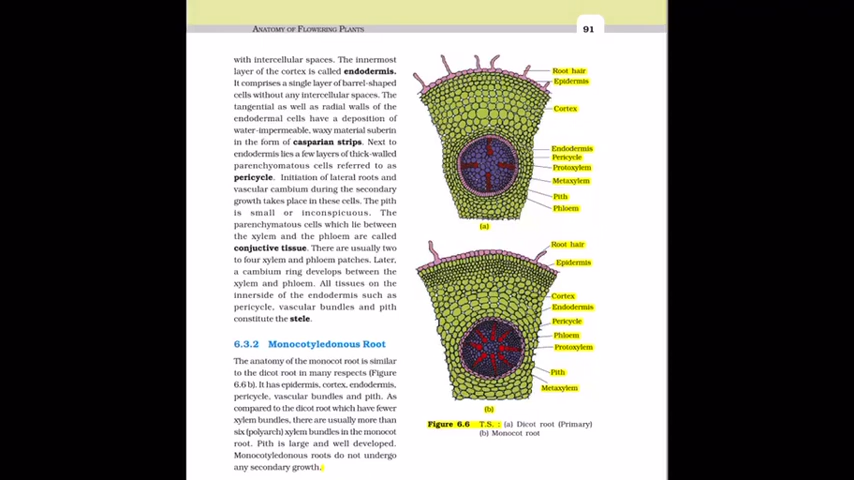 ANATOMY OF FLOWERING PLANTS
91
with intercellular spaces. The innermost
layer of the cortex is called endodermis.
It comprises a single layer of barrel-shaped
cells without any intercellular spaces. The
tangential as well as radial walls of the
endodermal cells have a deposition of
water-impermeable, waxy material suberin
in the form of casparian strips. Next to
endodermis lies a few layers of thick-walled
parenchyomatous cells referred to as
pericycle. Initiation of lateral roots and
vascular cambium during the secondary
growth takes place in these cells. The pith
is small or inconspicuous. The
parenchymatous cells which lie between
the xylem and the phloem are called
conjuctive tissue. There are usually two
to four xylem and phloem patches. Later,
a cambium ring develops between the
xylem and phloem. All tissues on the
innerside of the endodermis such as
pericycle, vascular bundles and pith
constitute the stele.
6.3.2 Monocotyledonous Root
The anatomy of the monocot root is similar
to the dicot root in many respects (Figure
6.6 b). It has epidermis, cortex, endodermis,
pericycle, vascular bundles and pith. As
compared to the dicot root which have fewer
xylem bundles, there are usually more than
six (polyarch) xylem bundles in the monocot
root. Pith is large and well developed.
Monocotyledonous roots do not undergo
any secondary growth.
Root hair
Epidermis
Cortex
Endodermis
Pericycle
Protoxylem
Metaxylem
Pith
Phloem
(a)
Root hair
Epidermis
Cortex
Endodermis
Pericycle
Phloem
Protoxylem
Pith
Metaxylem
(b)
Figure 6.6 T.S. : (a) Dicot root (Primary)
(b) Monocot root